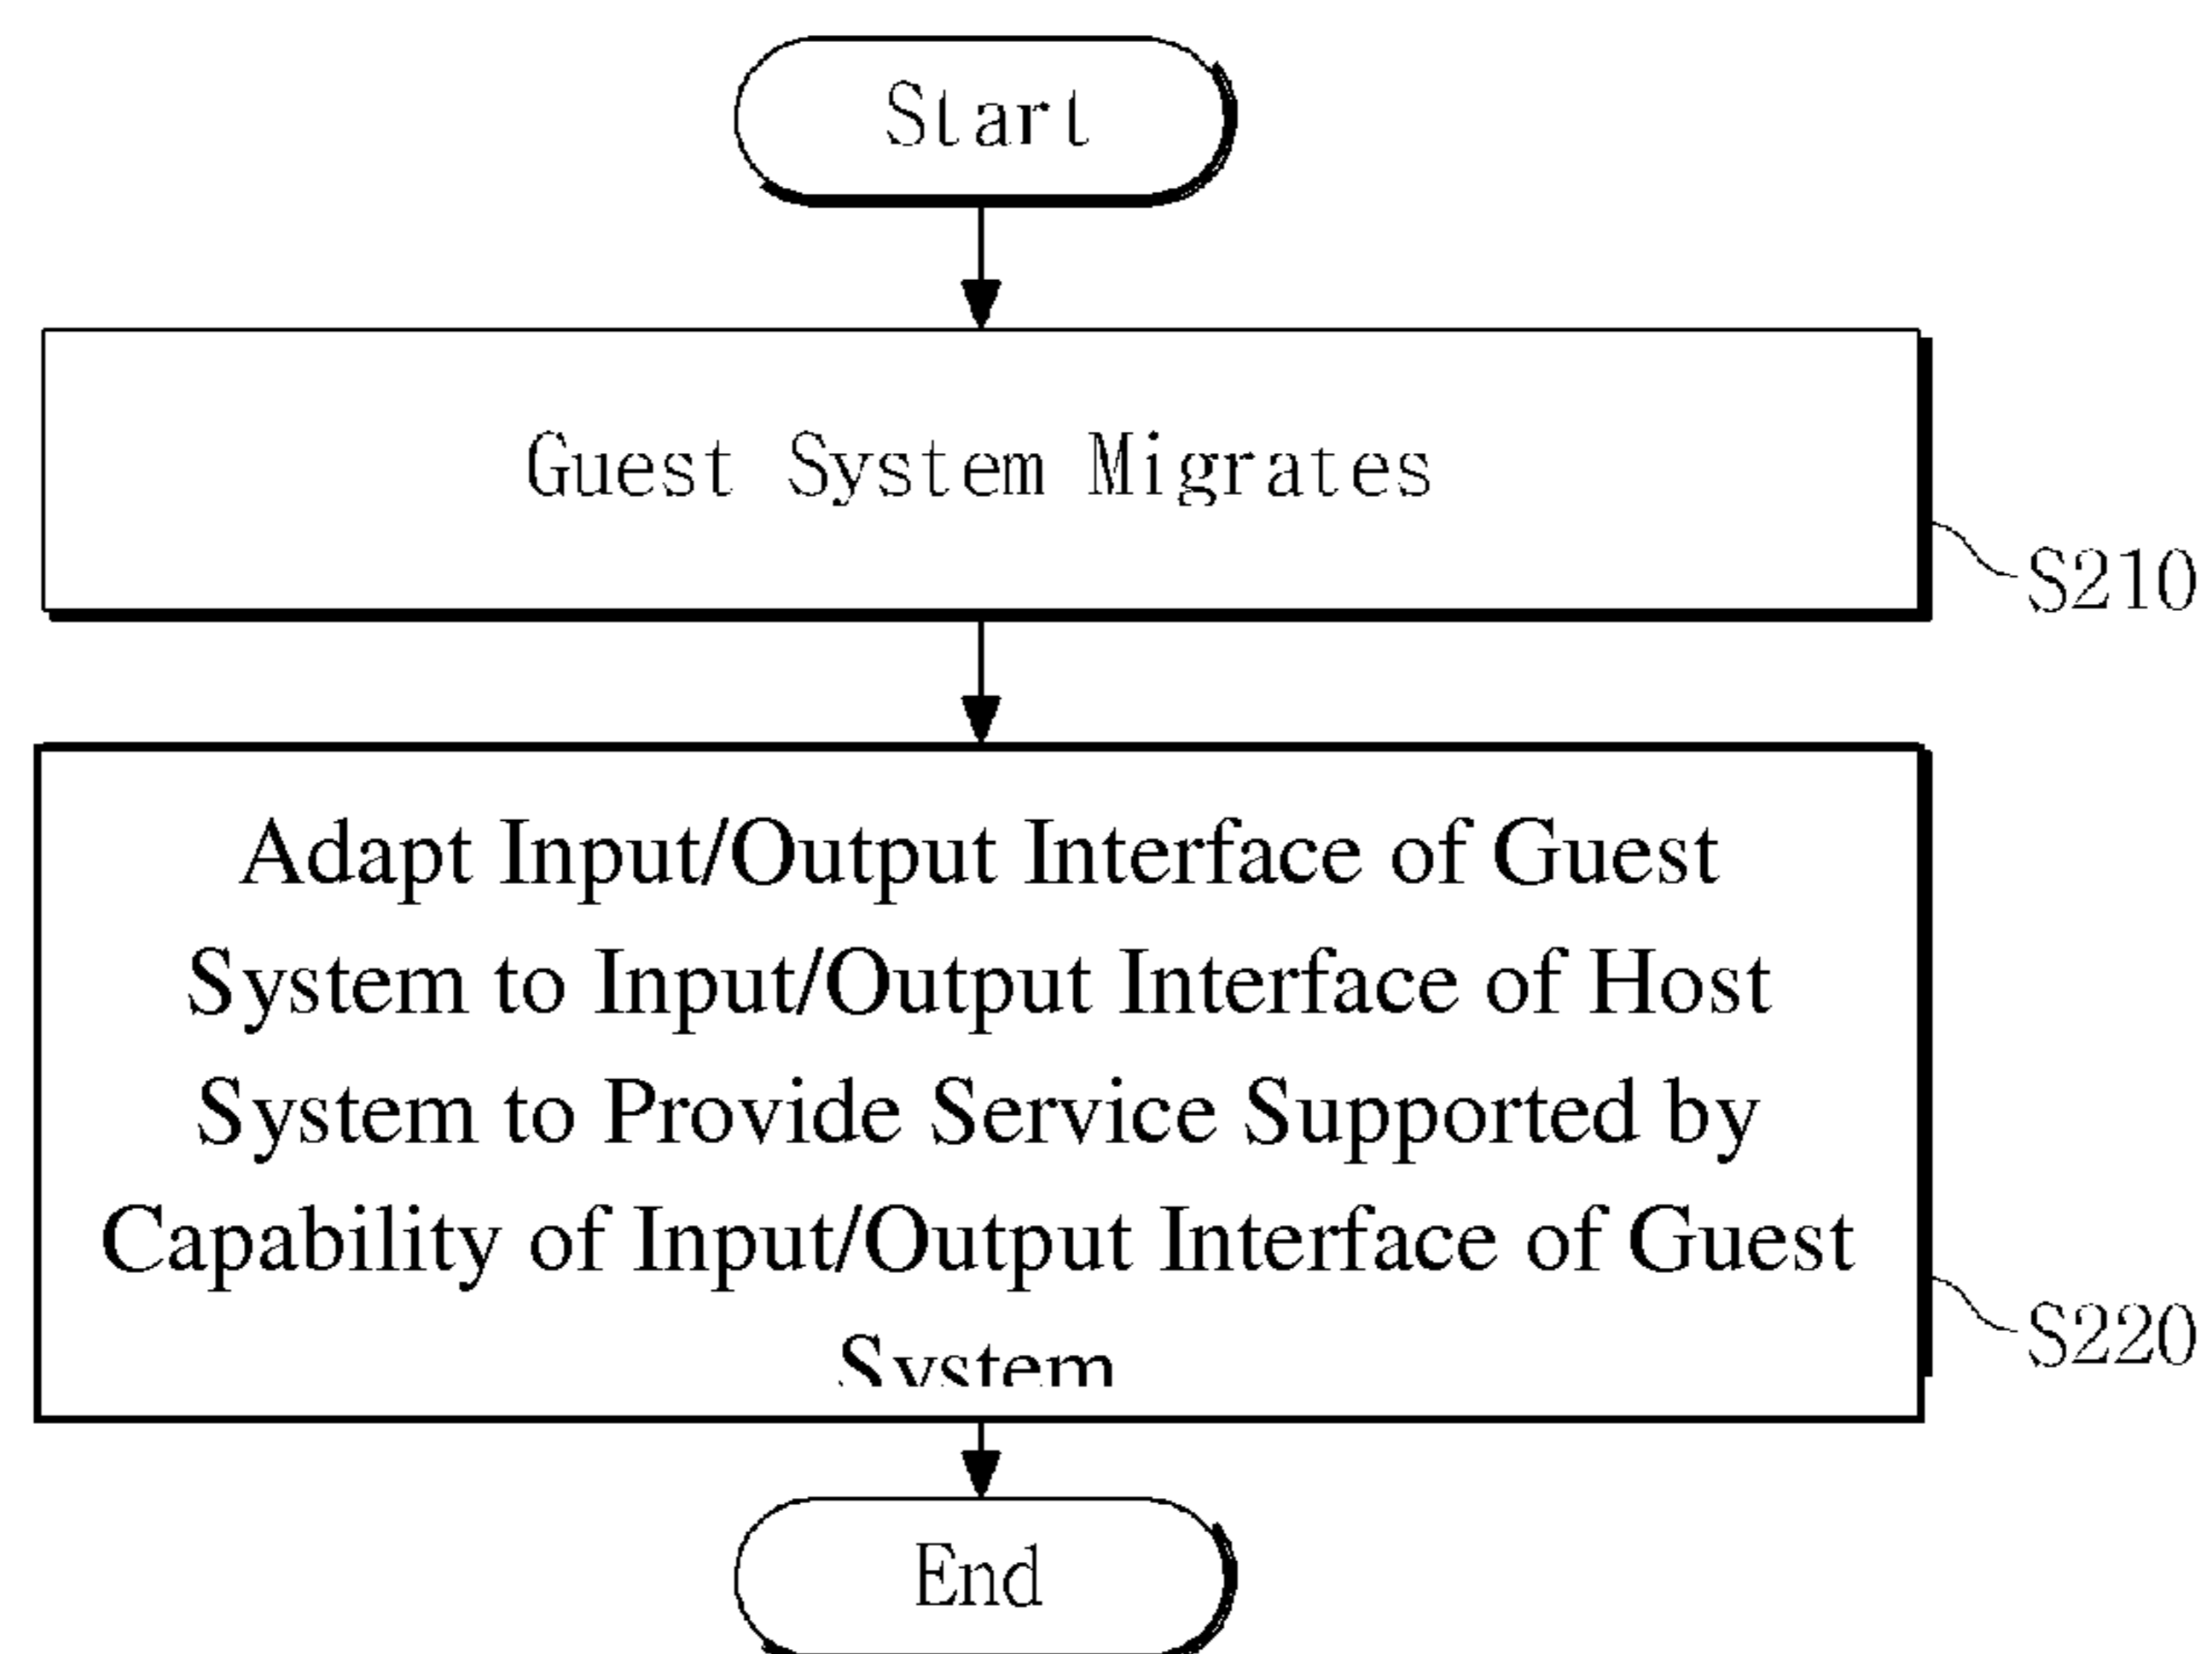 Start
Guest System Migrates
S210
Adapt Input/Output Interface of Guest
System to Input/Output Interface of Host
System to Provide Service Supported by
Capability of Input/Output Interface of Guest
System
S220
End